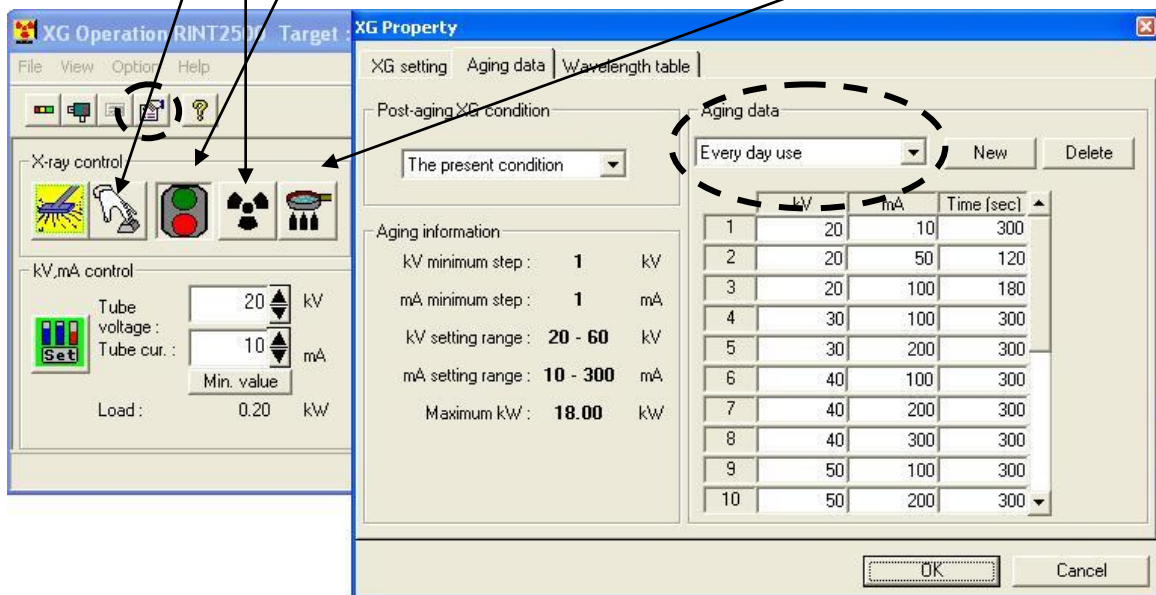 XG Operation RINT2500 Target :
File View Option Help
X-ray control
kV,mA control
Tube voltage : 20 kV
Set
Tube cur. : 10 mA
Min. value
Load : 0.20 kW
XG Property
XG setting Aging data Wavelength table
Post-aging XG condition
The present condition
Aging information
kV minimum step : 1 kV
mA minimum step : 1 mA
kV setting range : 20 - 60 kV
mA setting range : 10 - 300 mA
Maximum kW : 18.00 kW
Aging data
Every day use New Delete
kV mA Time (sec)
1 20 10 300
2 20 50 120
3 20 100 180
4 30 100 300
5 30 200 300
6 40 100 300
7 40 200 300
8 40 300 300
9 50 100 300
10 50 200 300
OK Cancel